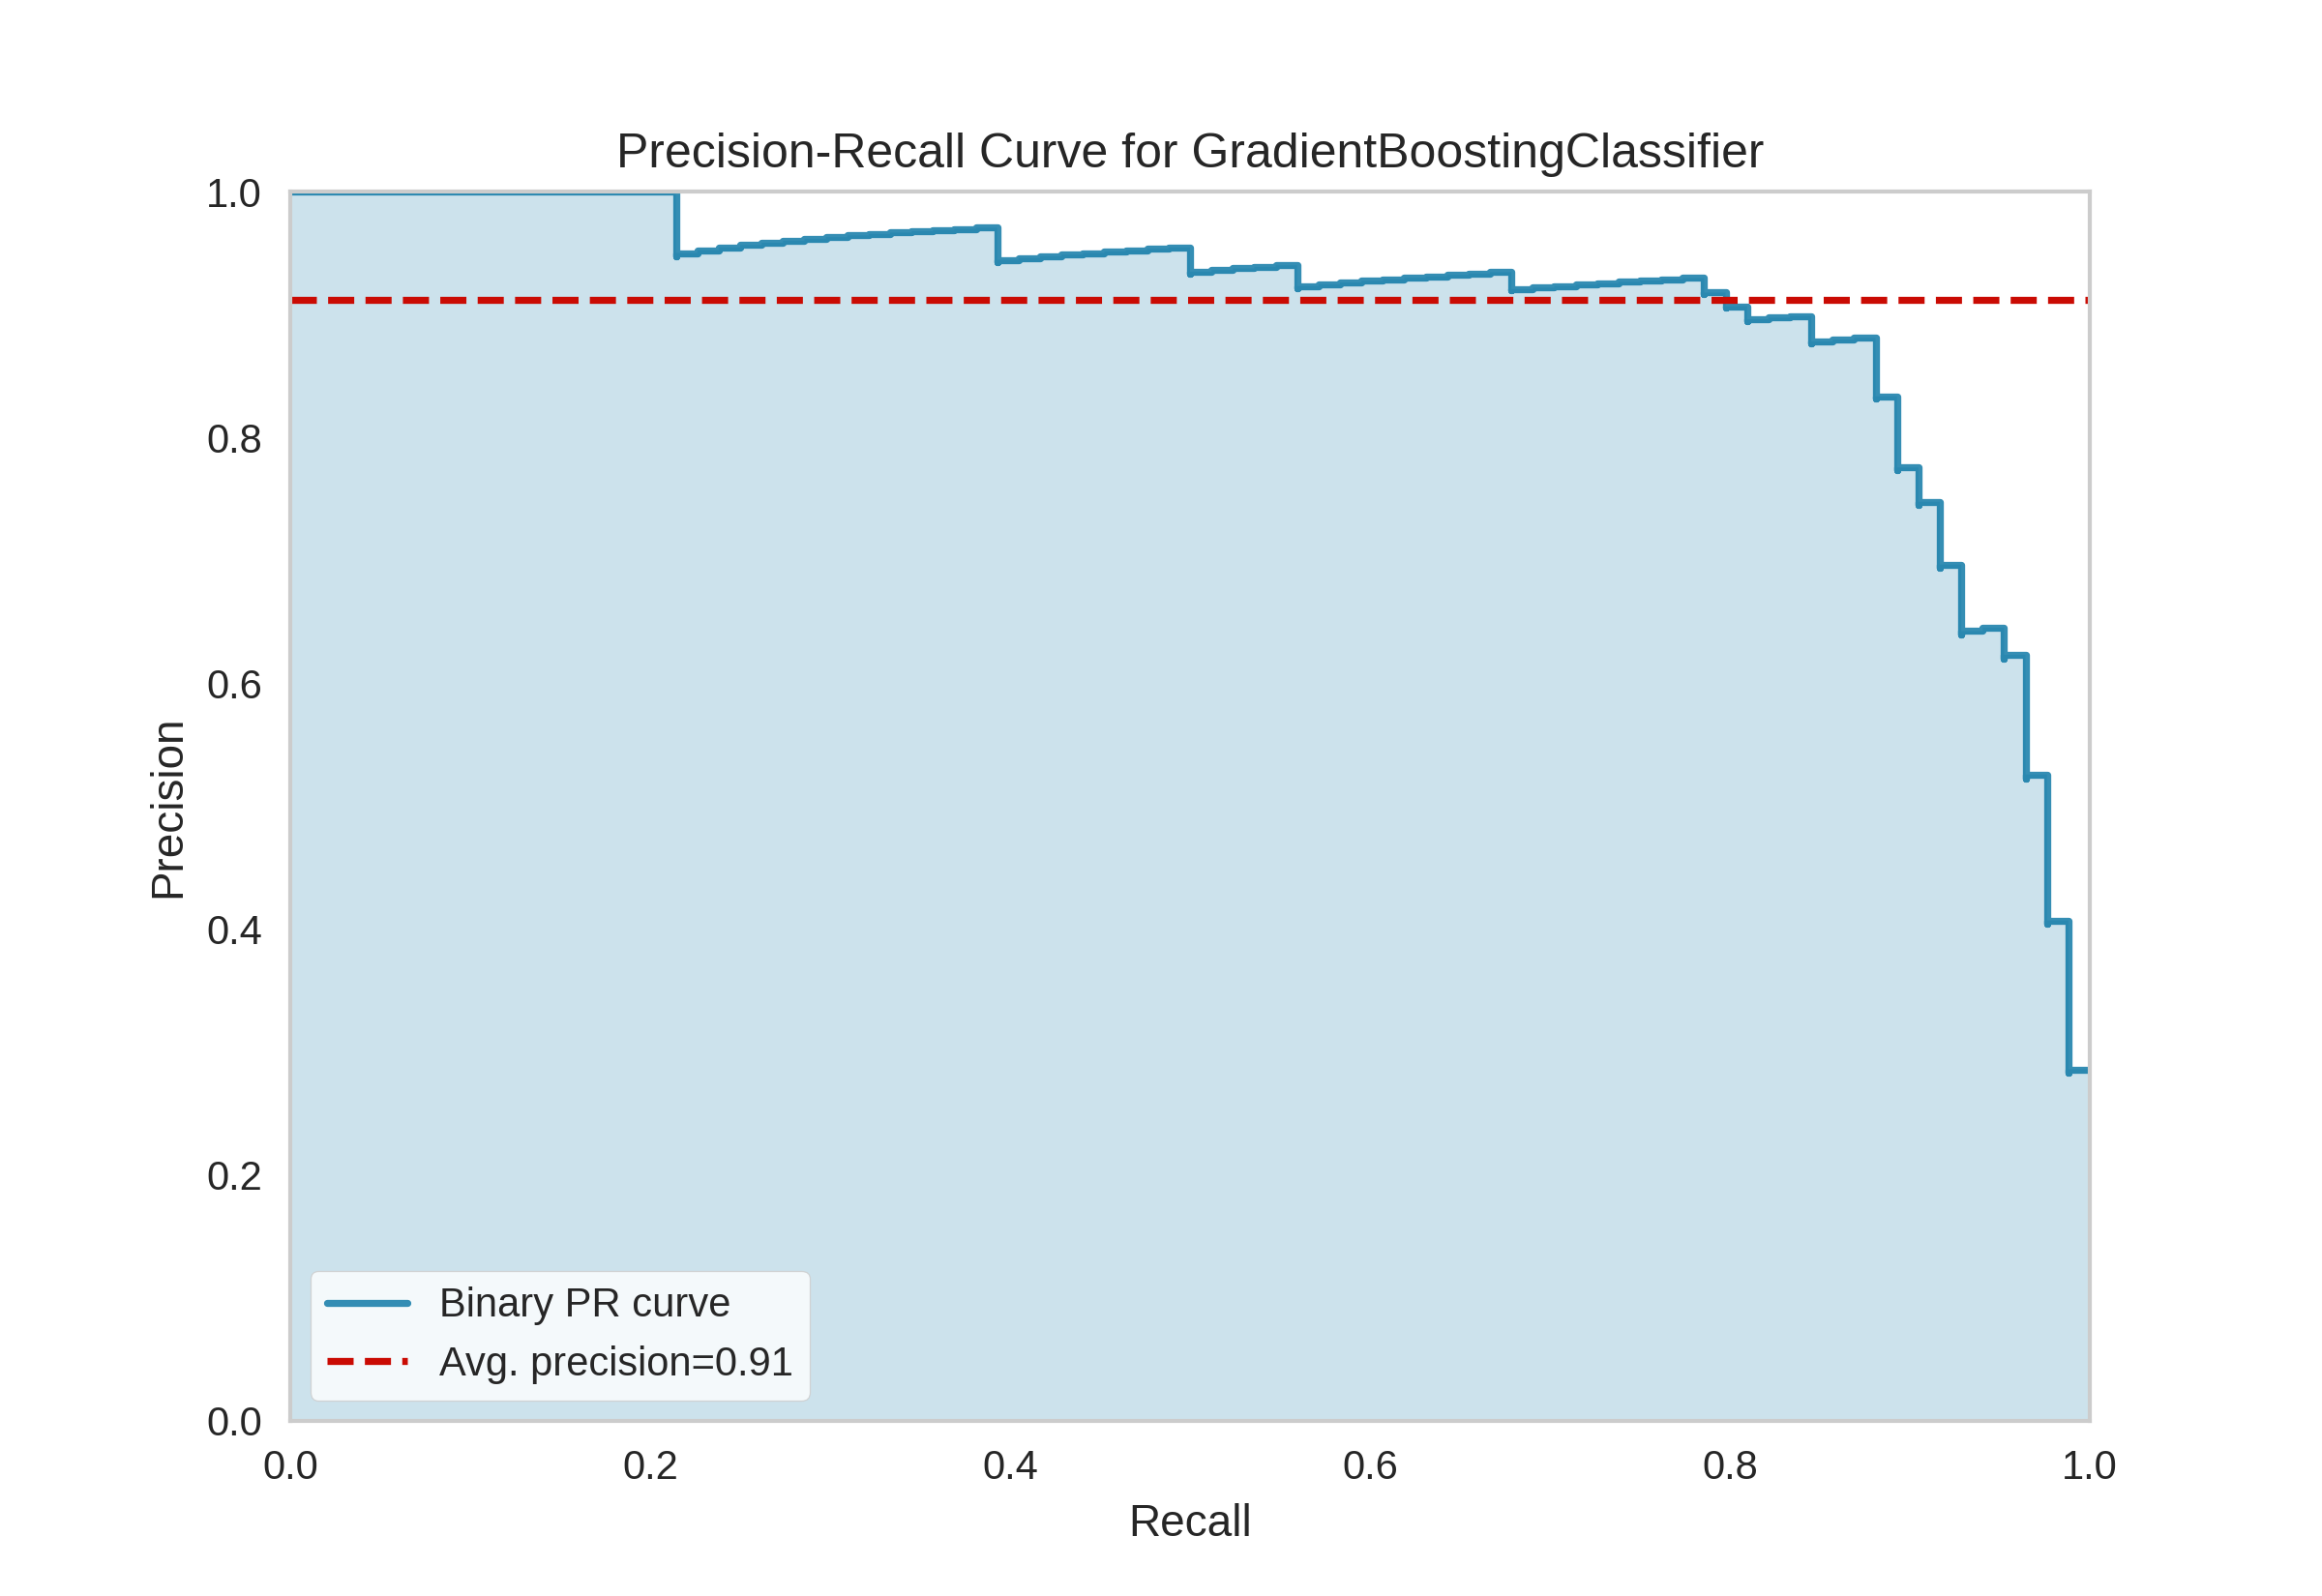 Precision-Recall Curve for GradientBoostingClassifier
1.0
0.8
0.6
0.4
0.2
0.0
Precision
Binary PR curve
Avg. precision=0.91
0.0 0.2 0.4 0.6 0.8 1.0
Recall